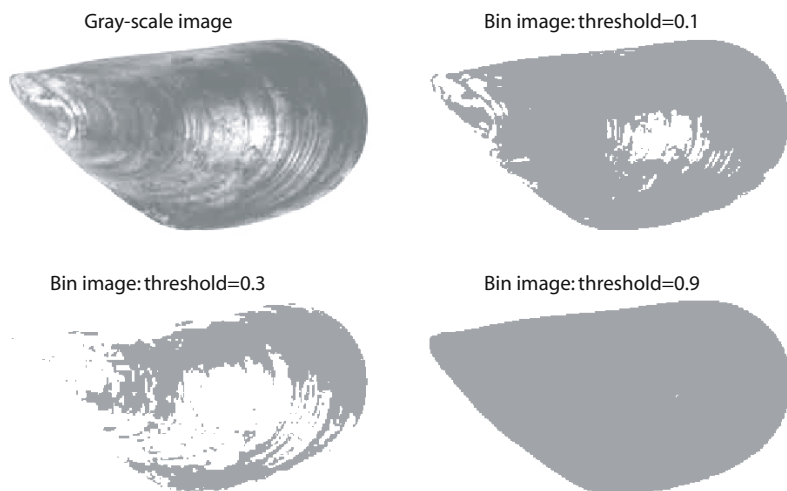 Gray-scale image
Bin image: threshold=0.1
Bin image: threshold=0.3
Bin image: threshold=0.9